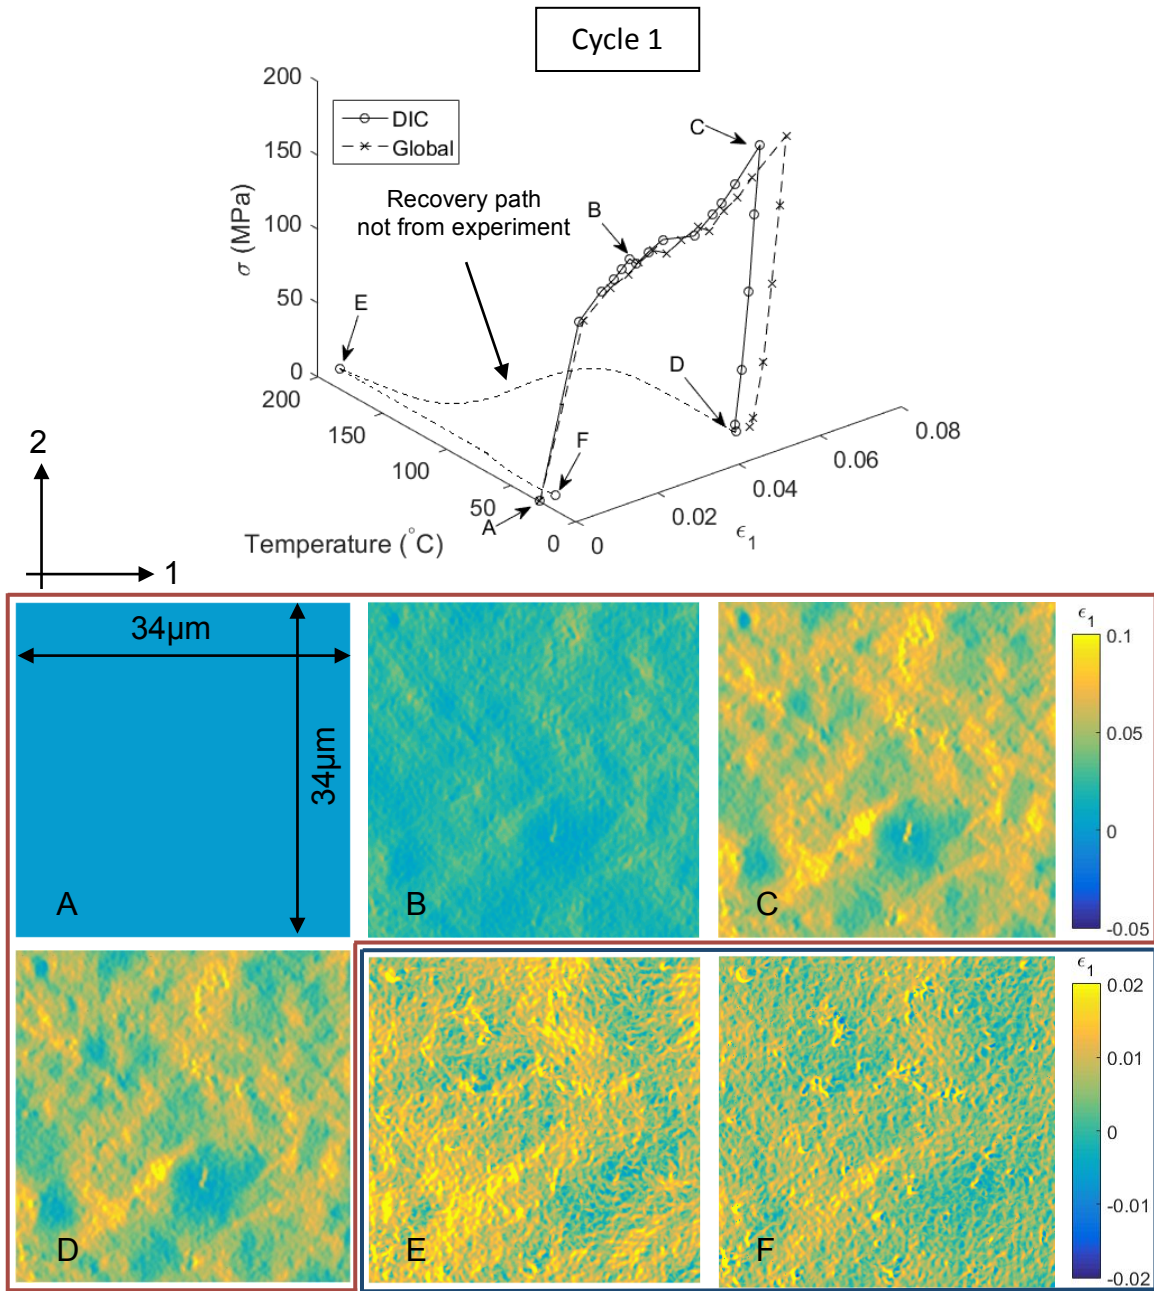 Cycle 1
200
150
100
50
0
σ (MPa)
DIC
Global
Recovery path
not from experiment
A
B
C
D
E
F
200
150
100
50
0
Temperature (°C)
0
0.02
0.04
0.06
0.08
ϵ1
2
1
34µm
34µm
A
B
C
ϵ1
0.1
0.05
0
-0.05
D
E
F
ϵ1
0.02
0.01
0
-0.01
-0.02